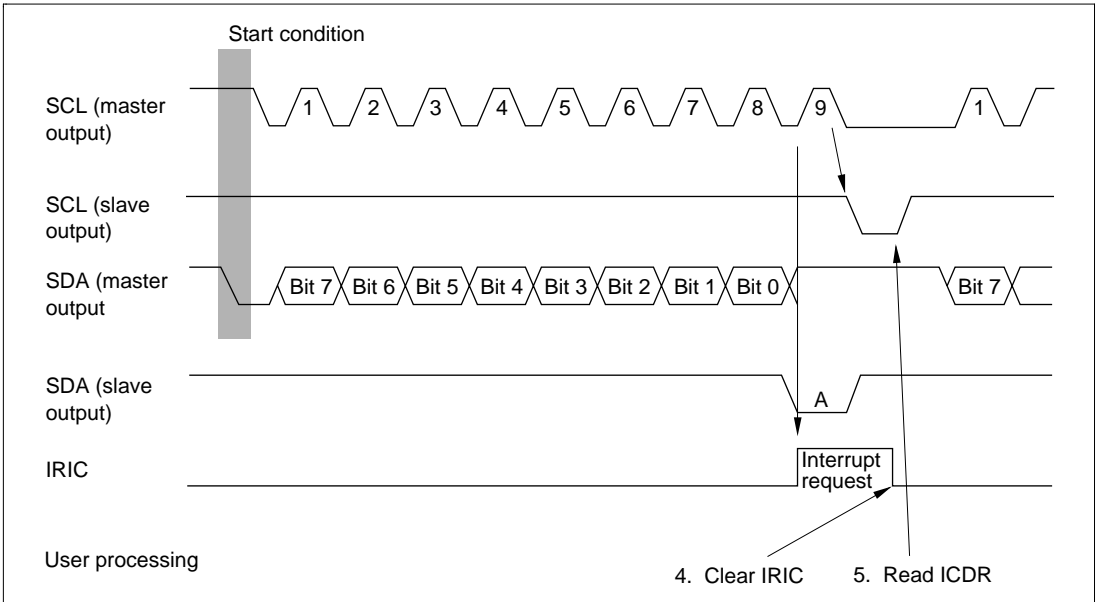 Start condition
SCL (master
output)
1 2 3 4 5 6 7 8 9 1
SCL (slave
output)
SDA (master
output
Bit 7 Bit 6 Bit 5 Bit 4 Bit 3 Bit 2 Bit 1 Bit 0 Bit 7
SDA (slave
output)
A
IRIC
Interrupt
request
User processing
4. Clear IRIC 5. Read ICDR